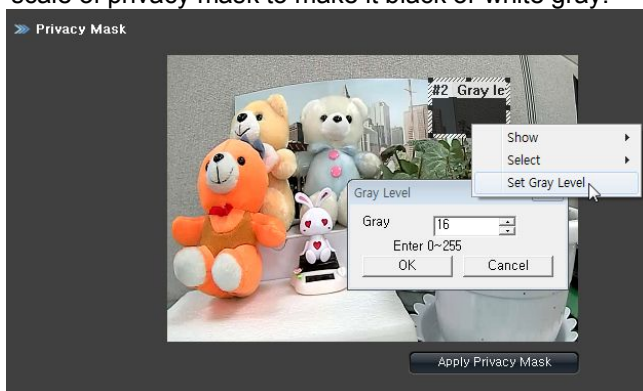 scale of privacy mask to make it black or white gray.
Privacy Mask
#2 Gray le
Show
Select
Set Gray Level
Gray Level
Gray 16
Enter 0~255
OK Cancel
Apply Privacy Mask